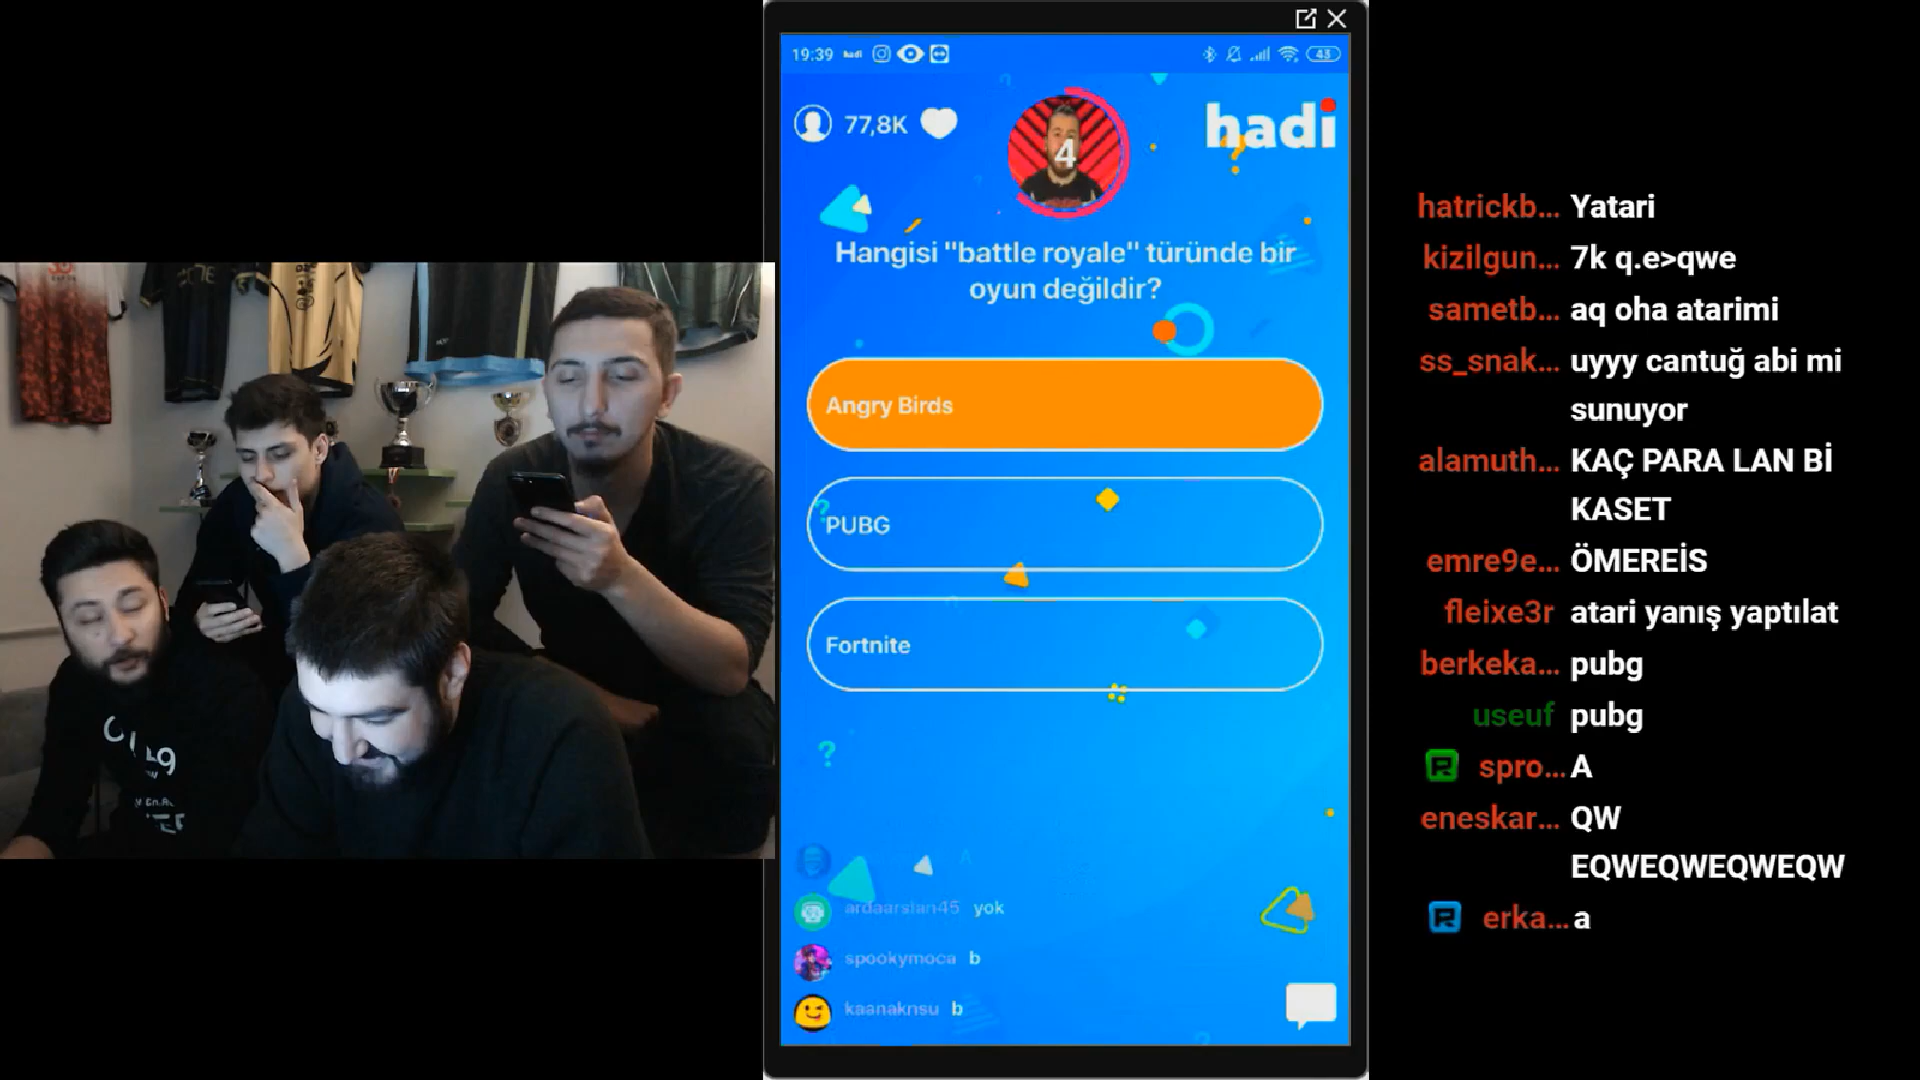 19:39
hadi
43
77,8K
hadi
4
Hangisi "battle royale" türünde bir
oyun değildir?
Angry Birds
PUBG
Fortnite
A
ardaarslan45 yok
spookymoca b
kaanaknsu b
hatrickb... Yatari
kizilgun... 7k q.e>qwe
sametb... aq oha atarimi
ss_snak... uyyy cantuğ abi mi
sunuyor
alamuth... KAÇ PARA LAN Bİ
KASET
emre9e... ÖMEREİS
fleixe3r atari yanış yaptılat
berkeka... pubg
useuf pubg
spro... A
eneskar... QW
EQWEQWEQWEQW
erka... a